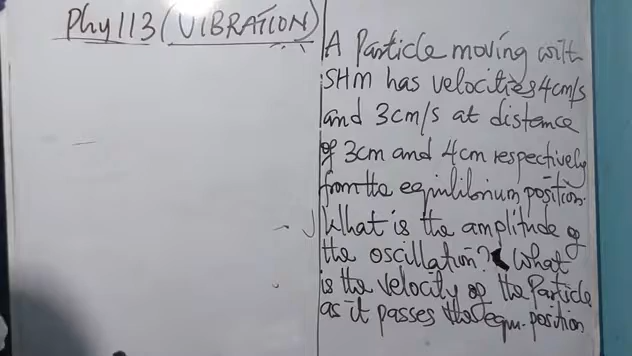 Phy 113 (VIBRATION)
A Particle moving with
SHM has velocities 4cm/s
and 3cm/s at distance
of 3cm and 4cm respectively
from the equilibrium position.
What is the amplitude of
the oscillation? What
is the velocity of the Particle
as it passes the equ. position